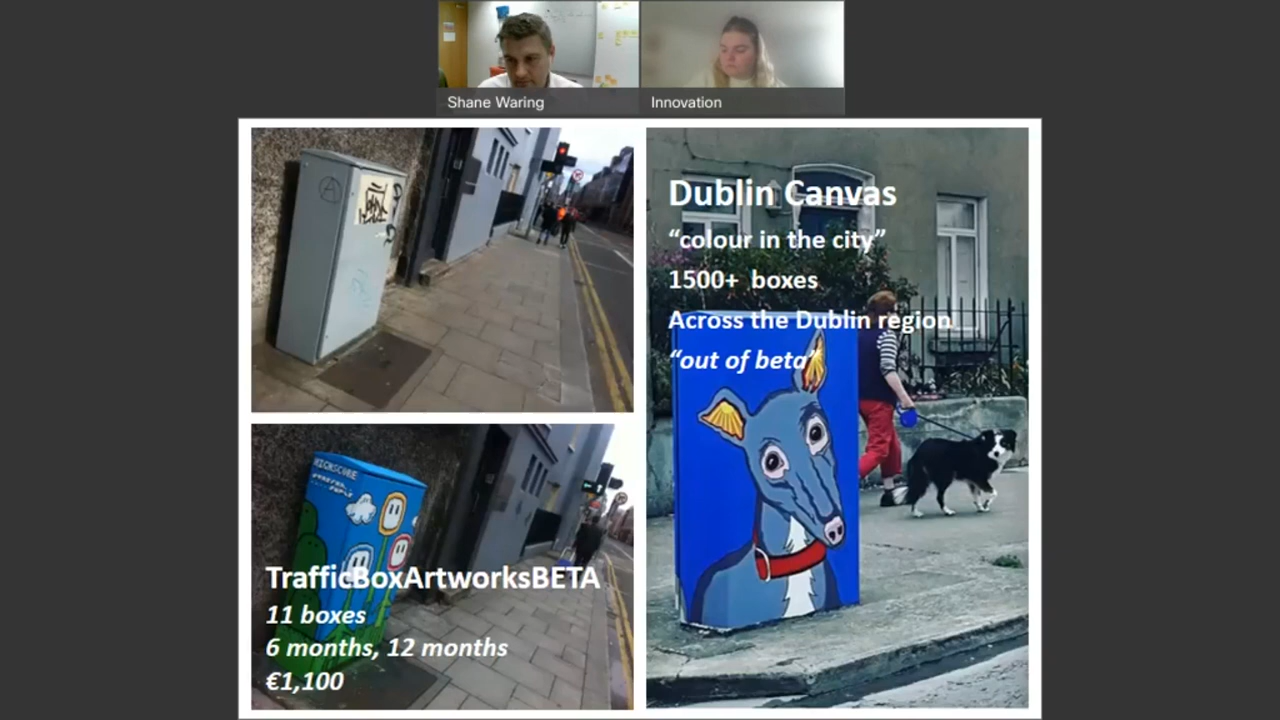 Shane Waring
Innovation
Dublin Canvas
“colour in the city”
1500+ boxes
Across the Dublin region
“out of beta”
HIGHSCORE
TrafficBoxArtworksBETA
11 boxes
6 months, 12 months
€1,100